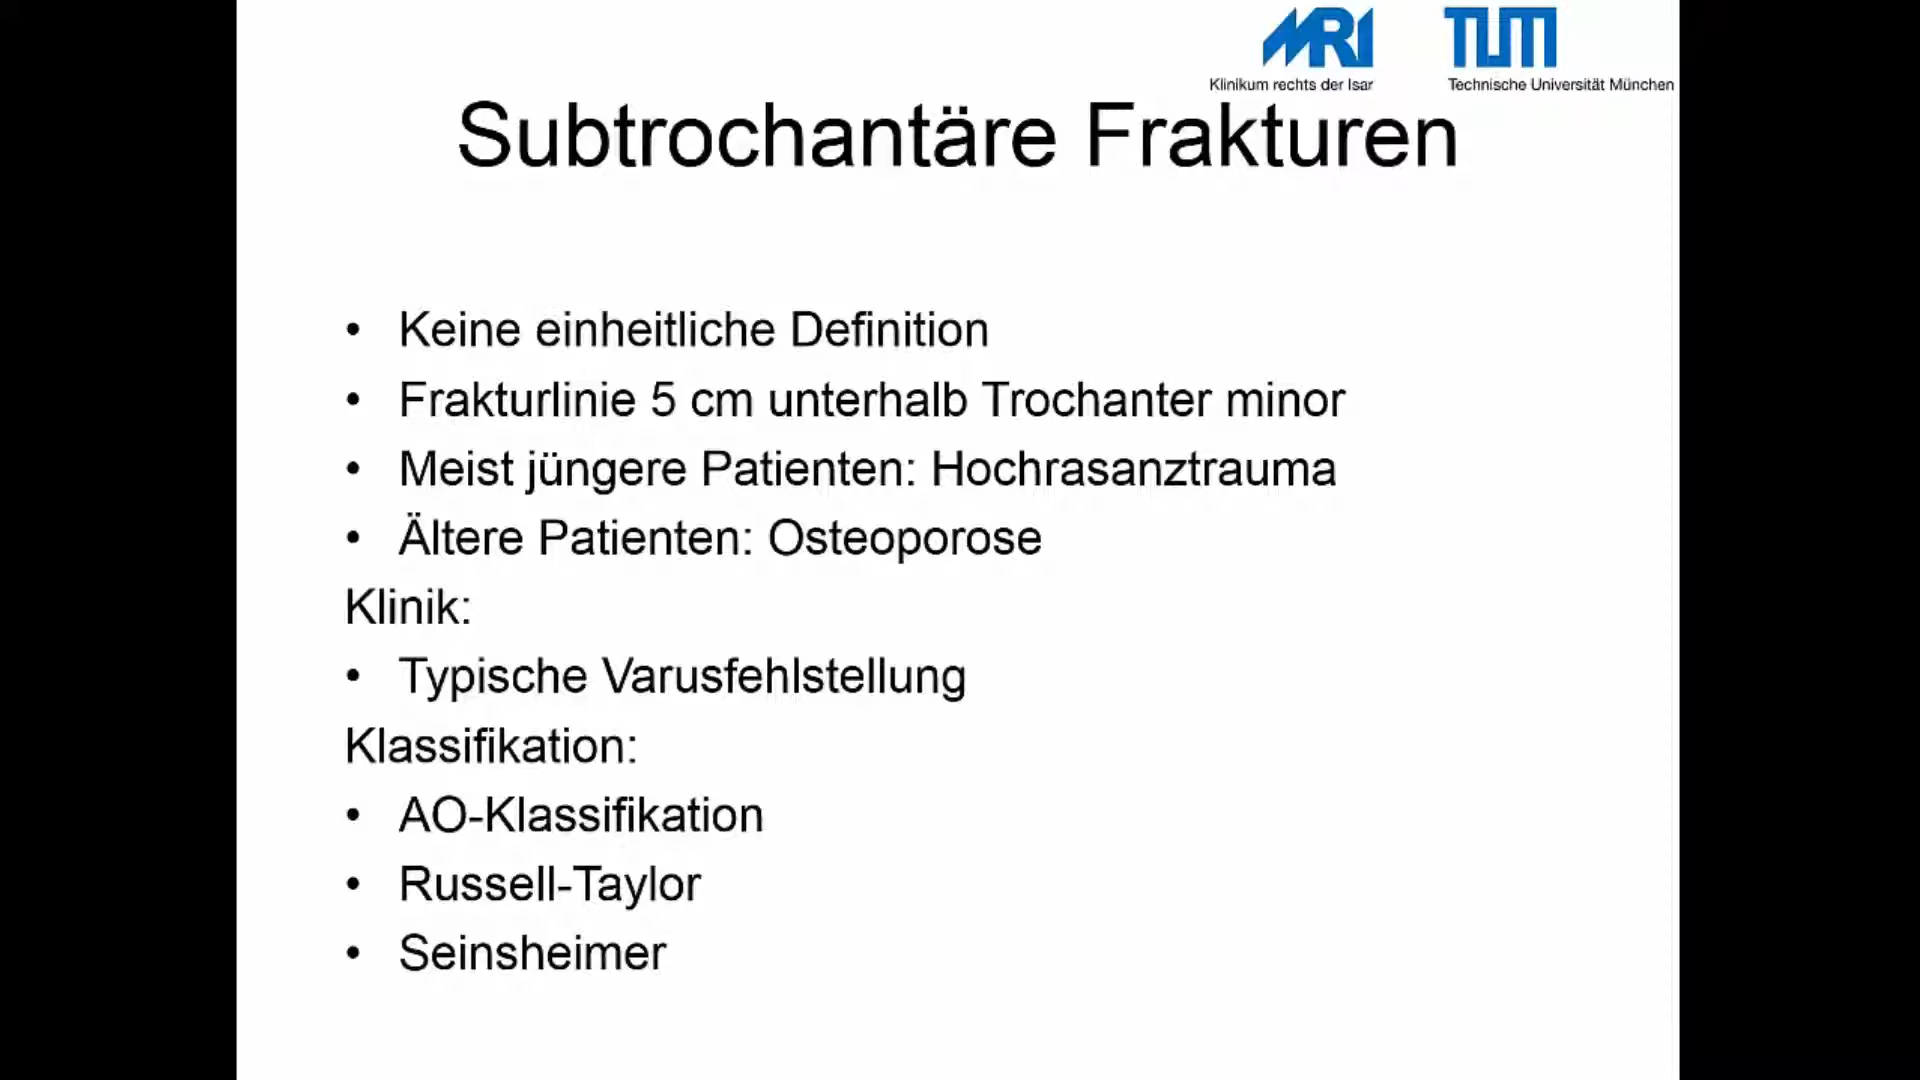 MRI TUM
Klinikum rechts der Isar Technische Universität München
Subtrochantäre Frakturen
• Keine einheitliche Definition
• Frakturlinie 5 cm unterhalb Trochanter minor
• Meist jüngere Patienten: Hochrasanztrauma
• Ältere Patienten: Osteoporose
Klinik:
• Typische Varusfehlstellung
Klassifikation:
• AO-Klassifikation
• Russell-Taylor
• Seinsheimer